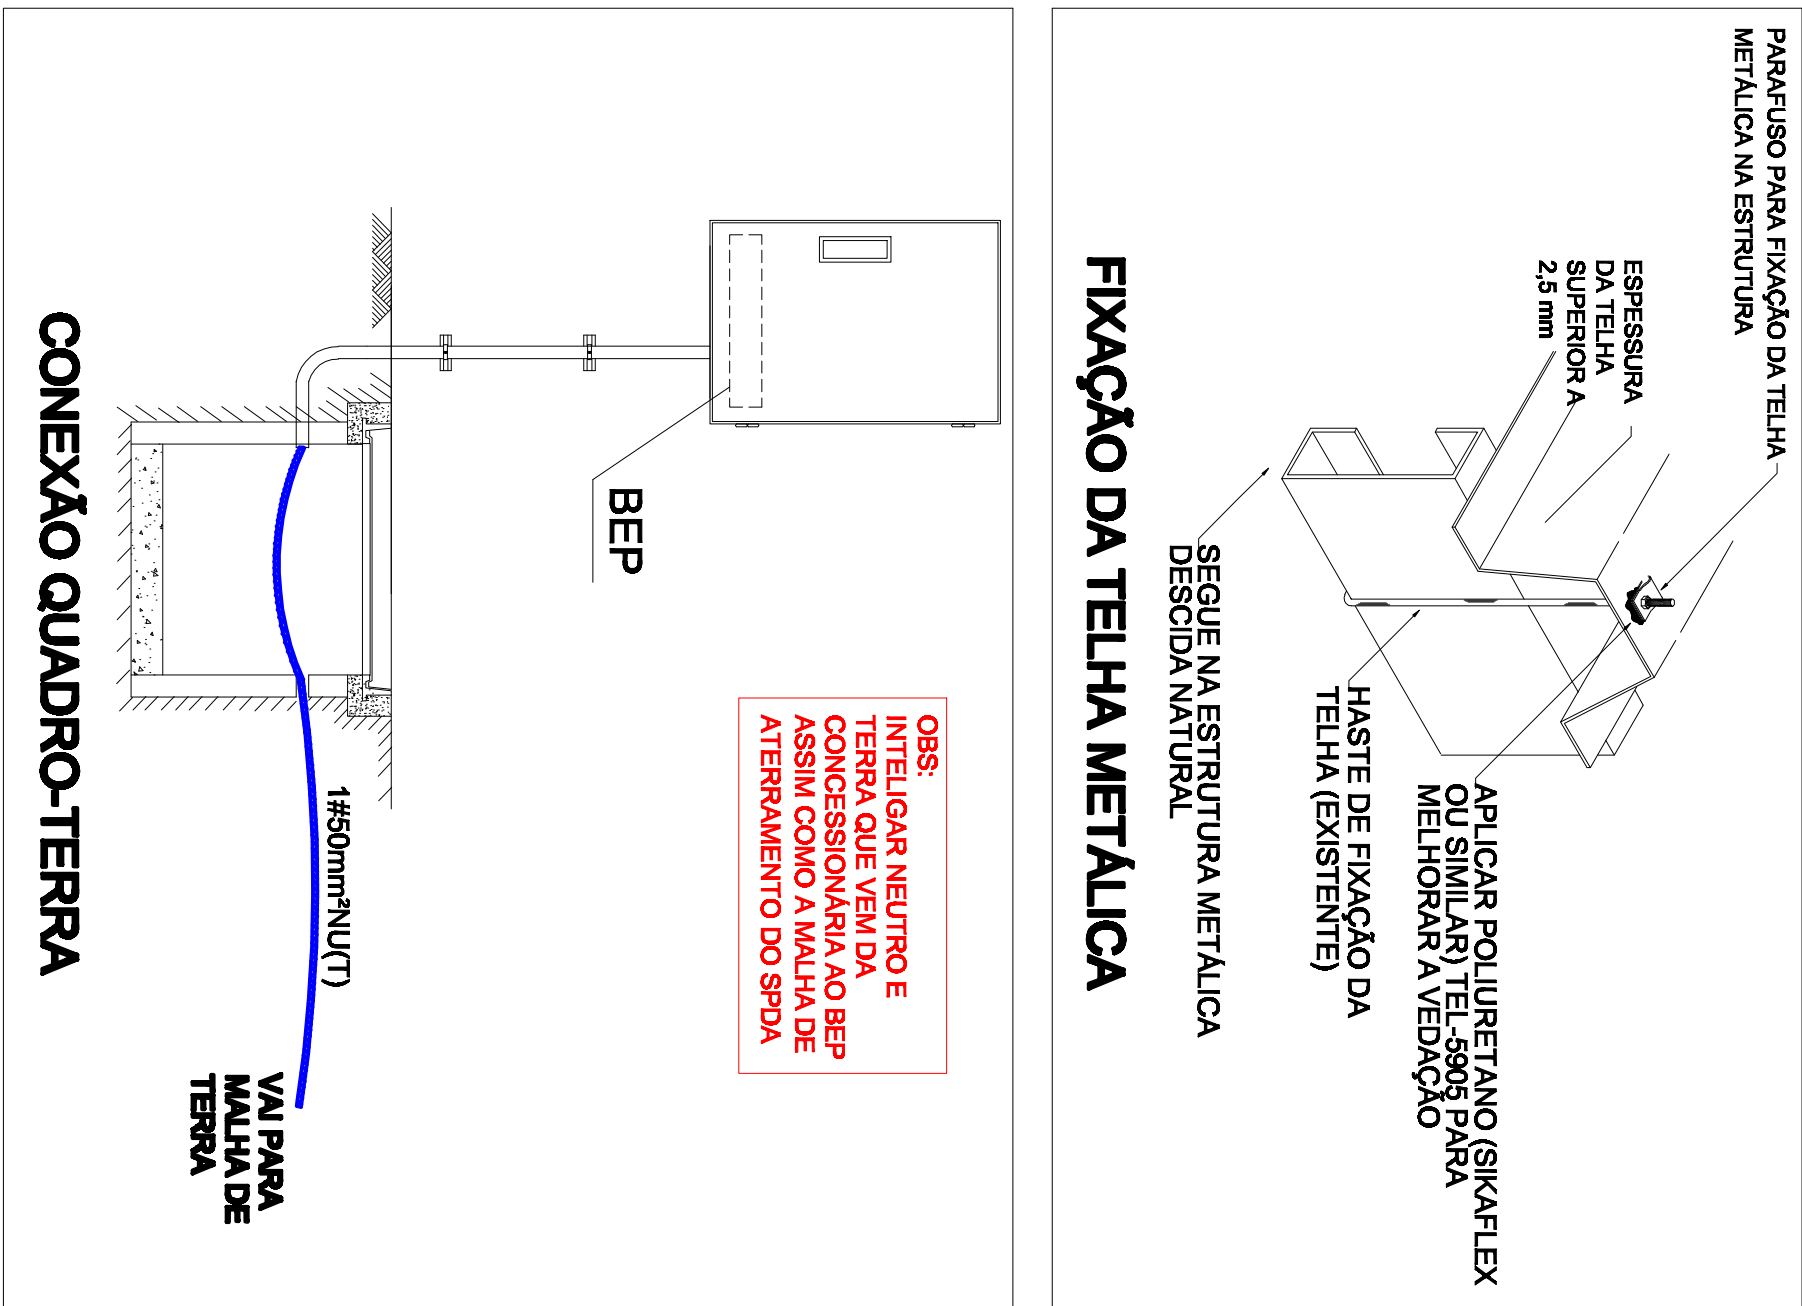 PARAFUSO PARA FIXAÇÃO DA TELHA
METÁLICA NA ESTRUTURA
ESPESSURA
DA TELHA
SUPERIOR A
2,5 mm
APLICAR POLIURETANO (SIKAFLEX
OU SIMILAR) TEL-5905 PARA
MELHORAR A VEDAÇÃO
HASTE DE FIXAÇÃO DA
TELHA (EXISTENTE)
SEGUE NA ESTRUTURA METÁLICA
DESCIDA NATURAL
FIXAÇÃO DA TELHA METÁLICA
OBS:
INTELIGAR NEUTRO E
TERRA QUE VEM DA
CONCESSIONÁRIA AO BEP
ASSIM COMO A MALHA DE
ATERRAMENTO DO SPDA
BEP
1#50mm²NU(T)
VAI PARA
MALHA DE
TERRA
CONEXÃO QUADRO-TERRA